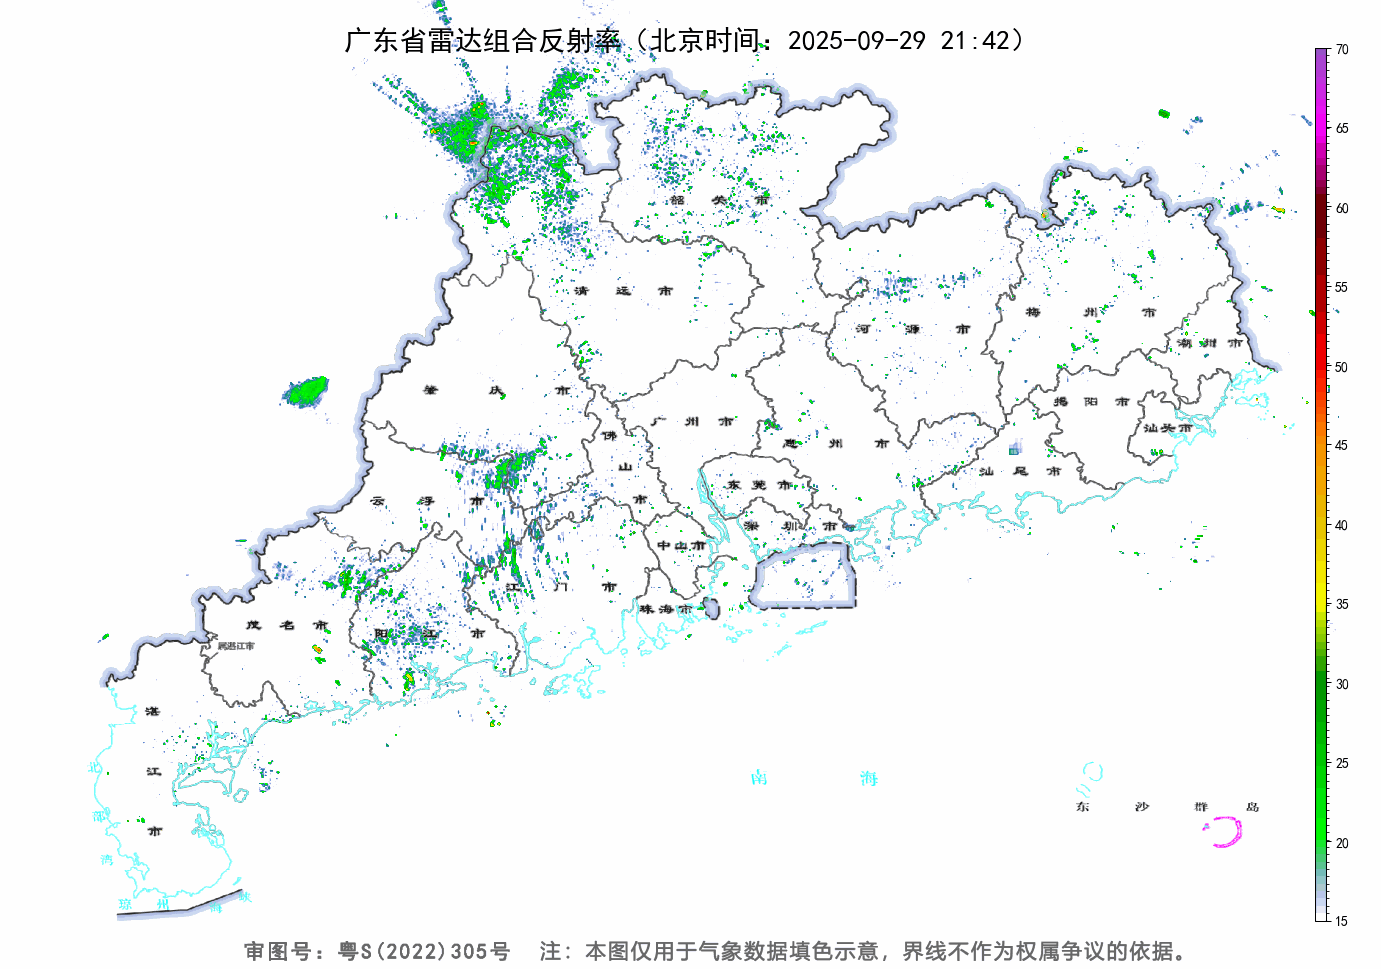 广东省雷达组合反射率（北京时间：2025-09-29 21:42）
70
65
60
55
50
45
40
35
30
25
20
15
韶关市
清远市
河源市
梅州市
潮州市
肇庆市
广州市
佛山市
惠州市
揭阳市
汕头市
汕尾市
云浮市
东莞市
深圳市
中山市
江门市
珠海市
茂名市
阳江市
属湛江市
湛江市
北部湾
琼州海峡
南海
东沙群岛
审图号：粤S(2022)305号 注：本图仅用于气象数据填色示意，界线不作为权属争议的依据。